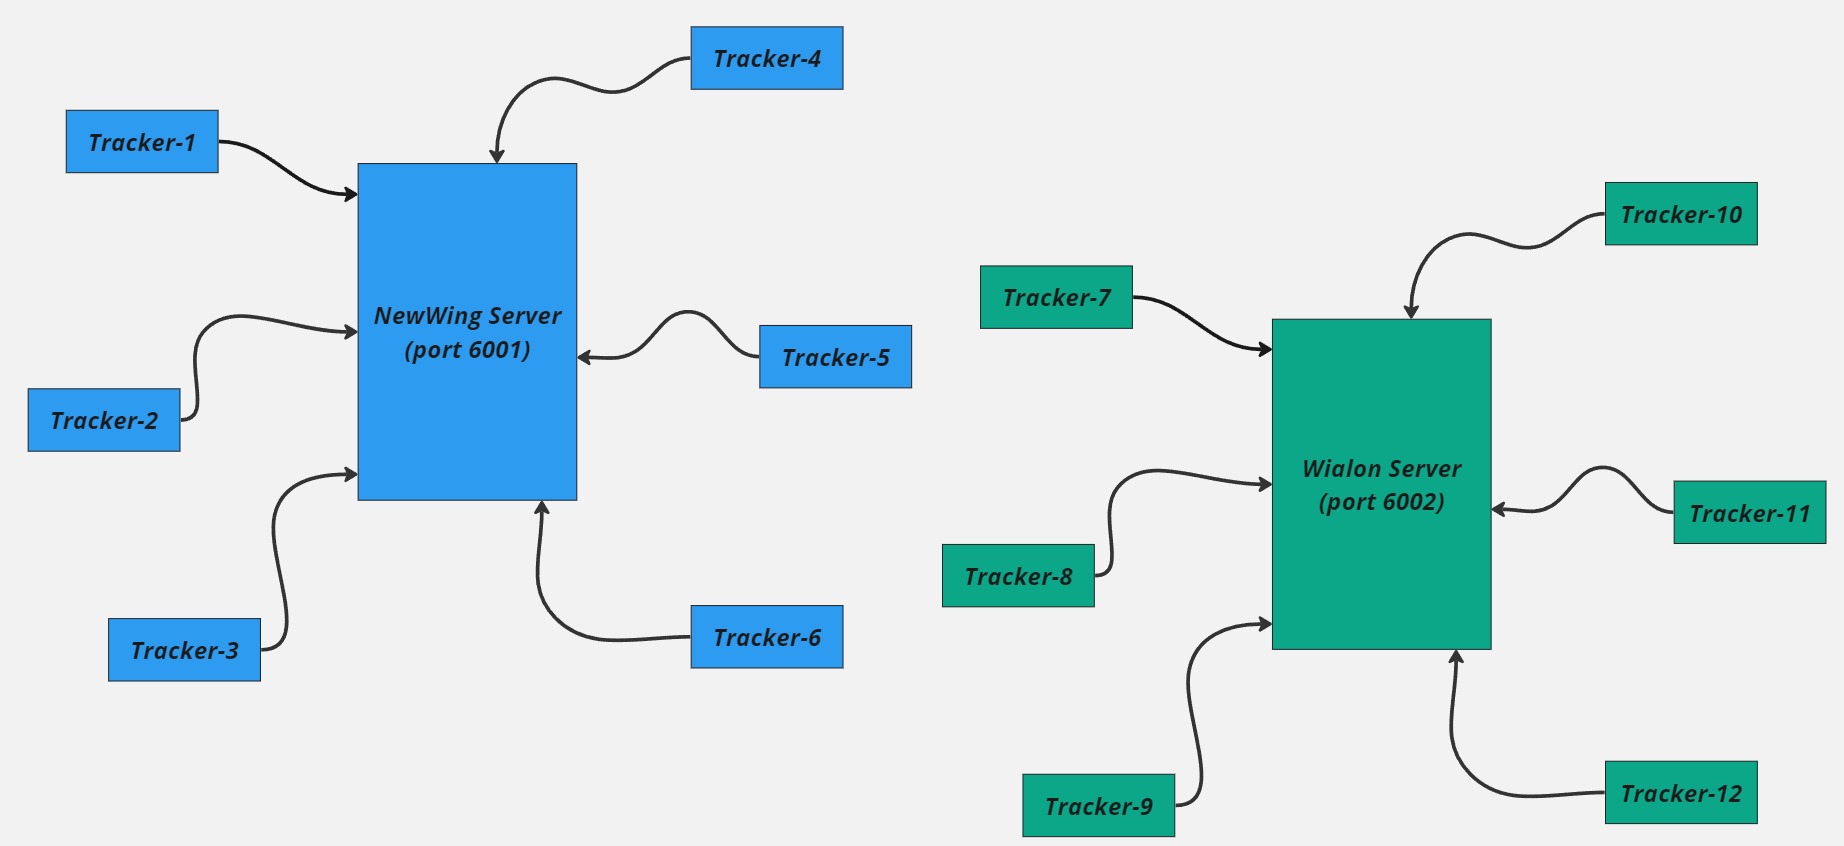 Tracker-4
Tracker-1
NewWing Server
(port 6001)
Tracker-5
Tracker-2
Tracker-3
Tracker-6
Tracker-10
Tracker-7
Wialon Server
(port 6002)
Tracker-11
Tracker-8
Tracker-9
Tracker-12